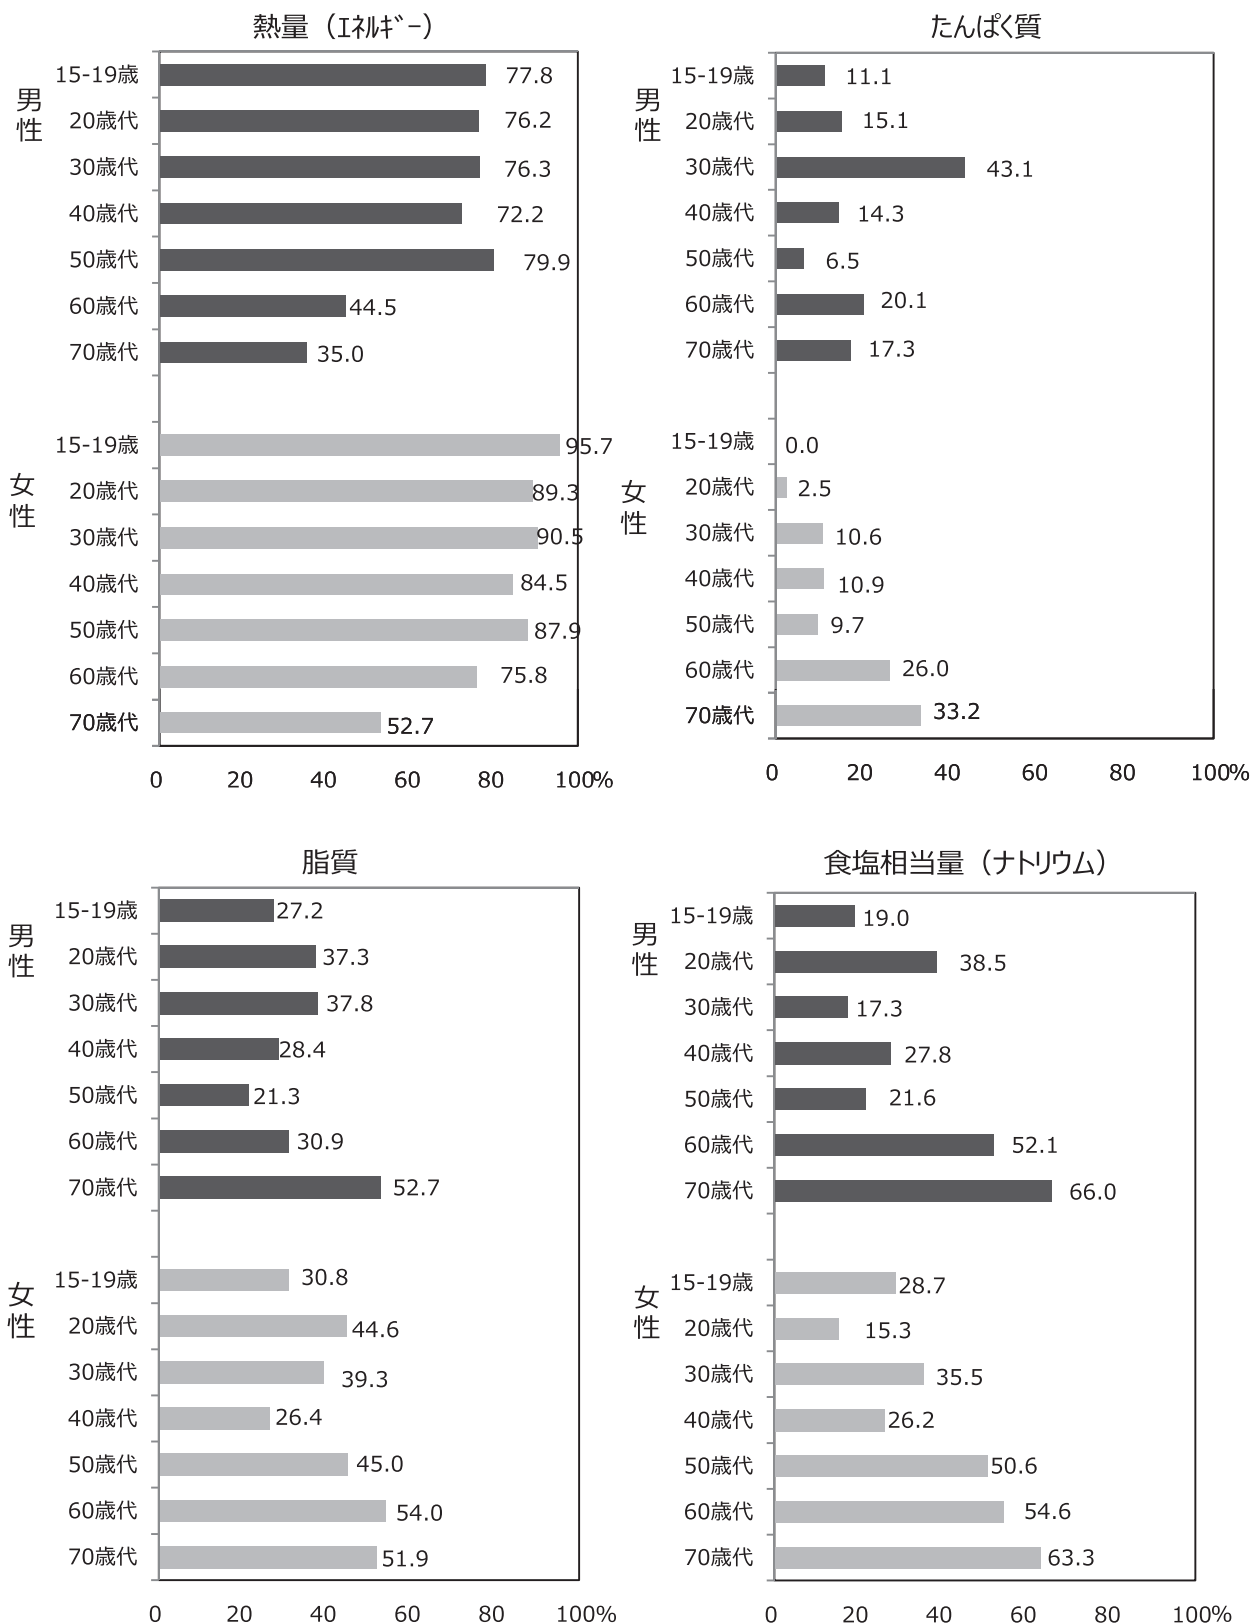 熱量（ｴﾈﾙｷﾞｰ）
男性
15-19歳 77.8
20歳代 76.2
30歳代 76.3
40歳代 72.2
50歳代 79.9
60歳代 44.5
70歳代 35.0
女性
15-19歳 95.7
20歳代 89.3
30歳代 90.5
40歳代 84.5
50歳代 87.9
60歳代 75.8
70歳代 52.7
0 20 40 60 80 100%
たんぱく質
男性
15-19歳 11.1
20歳代 15.1
30歳代 43.1
40歳代 14.3
50歳代 6.5
60歳代 20.1
70歳代 17.3
女性
15-19歳 0.0
20歳代 2.5
30歳代 10.6
40歳代 10.9
50歳代 9.7
60歳代 26.0
70歳代 33.2
0 20 40 60 80 100%
脂質
男性
15-19歳 27.2
20歳代 37.3
30歳代 37.8
40歳代 28.4
50歳代 21.3
60歳代 30.9
70歳代 52.7
女性
15-19歳 30.8
20歳代 44.6
30歳代 39.3
40歳代 26.4
50歳代 45.0
60歳代 54.0
70歳代 51.9
0 20 40 60 80 100%
食塩相当量（ナトリウム）
男性
15-19歳 19.0
20歳代 38.5
30歳代 17.3
40歳代 27.8
50歳代 21.6
60歳代 52.1
70歳代 66.0
女性
15-19歳 28.7
20歳代 15.3
30歳代 35.5
40歳代 26.2
50歳代 50.6
60歳代 54.6
70歳代 63.3
0 20 40 60 80 100%